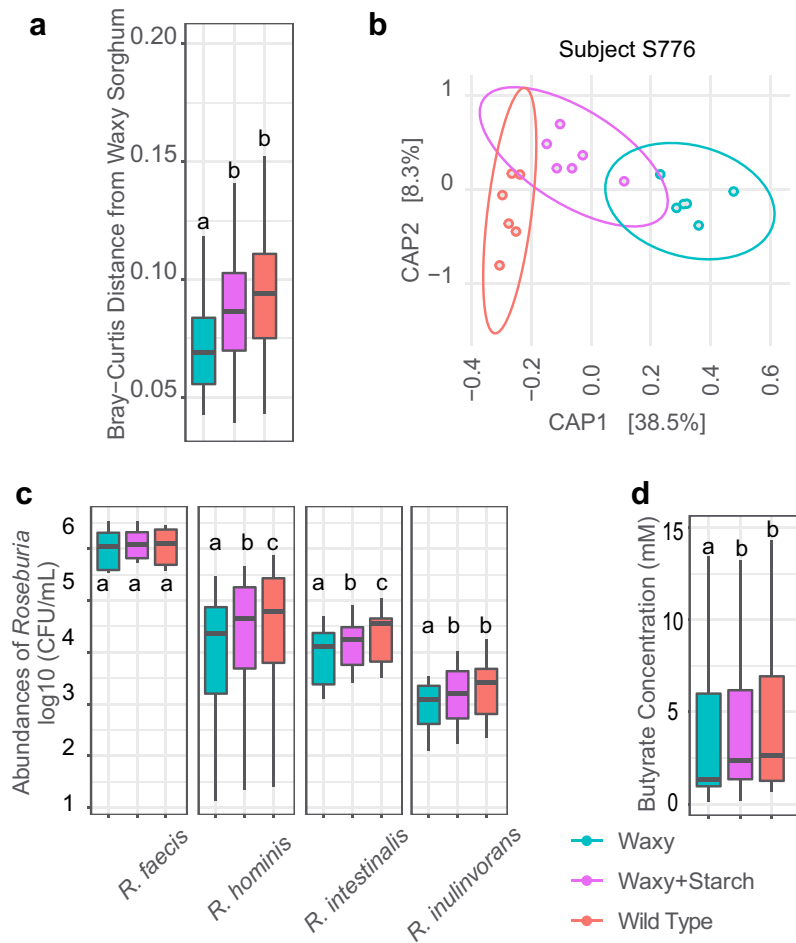 a
Bray−Curtis Distance from Waxy Sorghum
0.20
0.15
0.10
0.05
a
b
b
b
Subject S776
CAP2 [8.3%]
1
0
−1
−0.4
−0.2
0.0
0.2
0.4
0.6
CAP1 [38.5%]
c
Abundances of Roseburia
log10 (CFU/mL)
6
5
4
3
2
1
a a a
a b c
a b c
a b b
R. faecis
R. hominis
R. intestinalis
R. inulinvorans
d
Butyrate Concentration (mM)
15
10
5
0
a b b
Waxy
Waxy+Starch
Wild Type